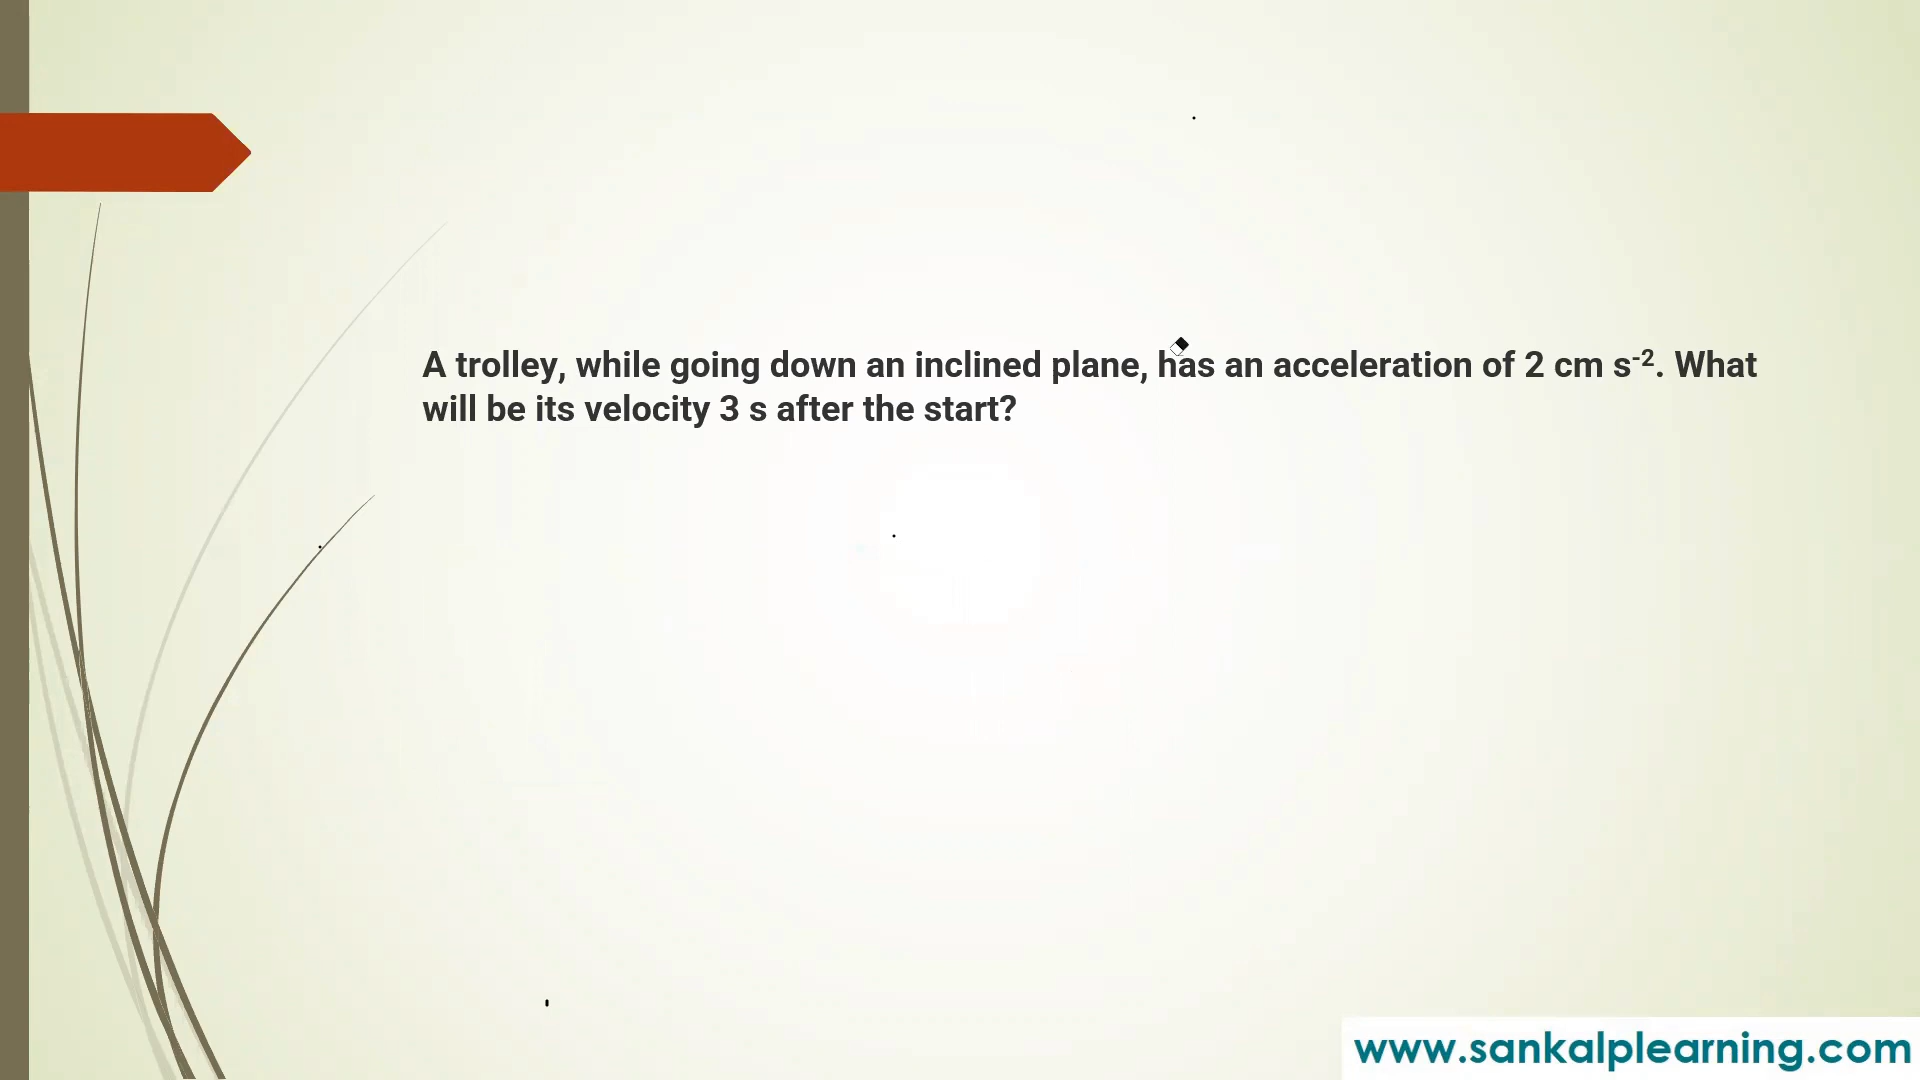 A trolley, while going down an inclined plane, has an acceleration of 2 cm s⁻². What
will be its velocity 3 s after the start?
www.sankalplearning.com